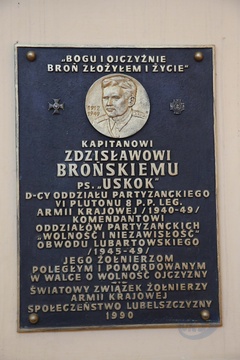 „BOGU I OJCZYŹNIE
BROŃ ZŁOŻYŁEM I ŻYCIE"
KAPITANOWI
ZDZISŁAWOWI
BROŃSKIEMU
PS. „USKOK"
D-CY ODDZIAŁU PARTYZANCKIEGO
VI PLUTONU 8 P.P. LEG.
ARMII KRAJOWEJ /1940-49/
KOMENDANTOWI
ODDZIAŁÓW PARTYZANCKICH
„WOLNOŚĆ I NIEZAWISŁOŚĆ"
OBWODU LUBARTOWSKIEGO
/1945-49/
JEGO ŻOŁNIERZOM
POLEGŁYM I POMORDOWANYM
W WALCE O WOLNOŚĆ OJCZYZNY
ŚWIATOWY ZWIĄZEK ŻOŁNIERZY
ARMII KRAJOWEJ
SPOŁECZEŃSTWO LUBELSZCZYZNY
1990